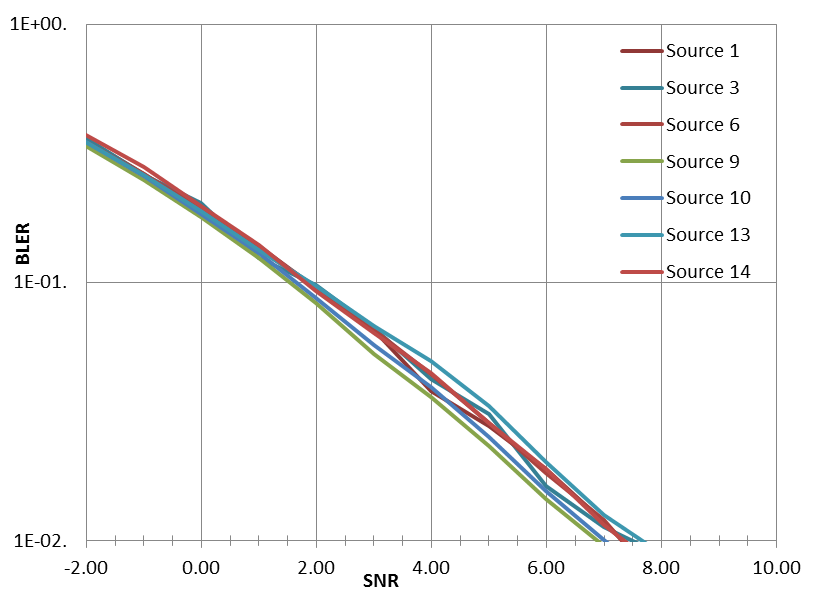 1E+00.
Source 1
Source 3
Source 6
Source 9
Source 10
Source 13
Source 14
BLER
1E-01.
1E-02.
-2.00 0.00 2.00 4.00 6.00 8.00 10.00
SNR